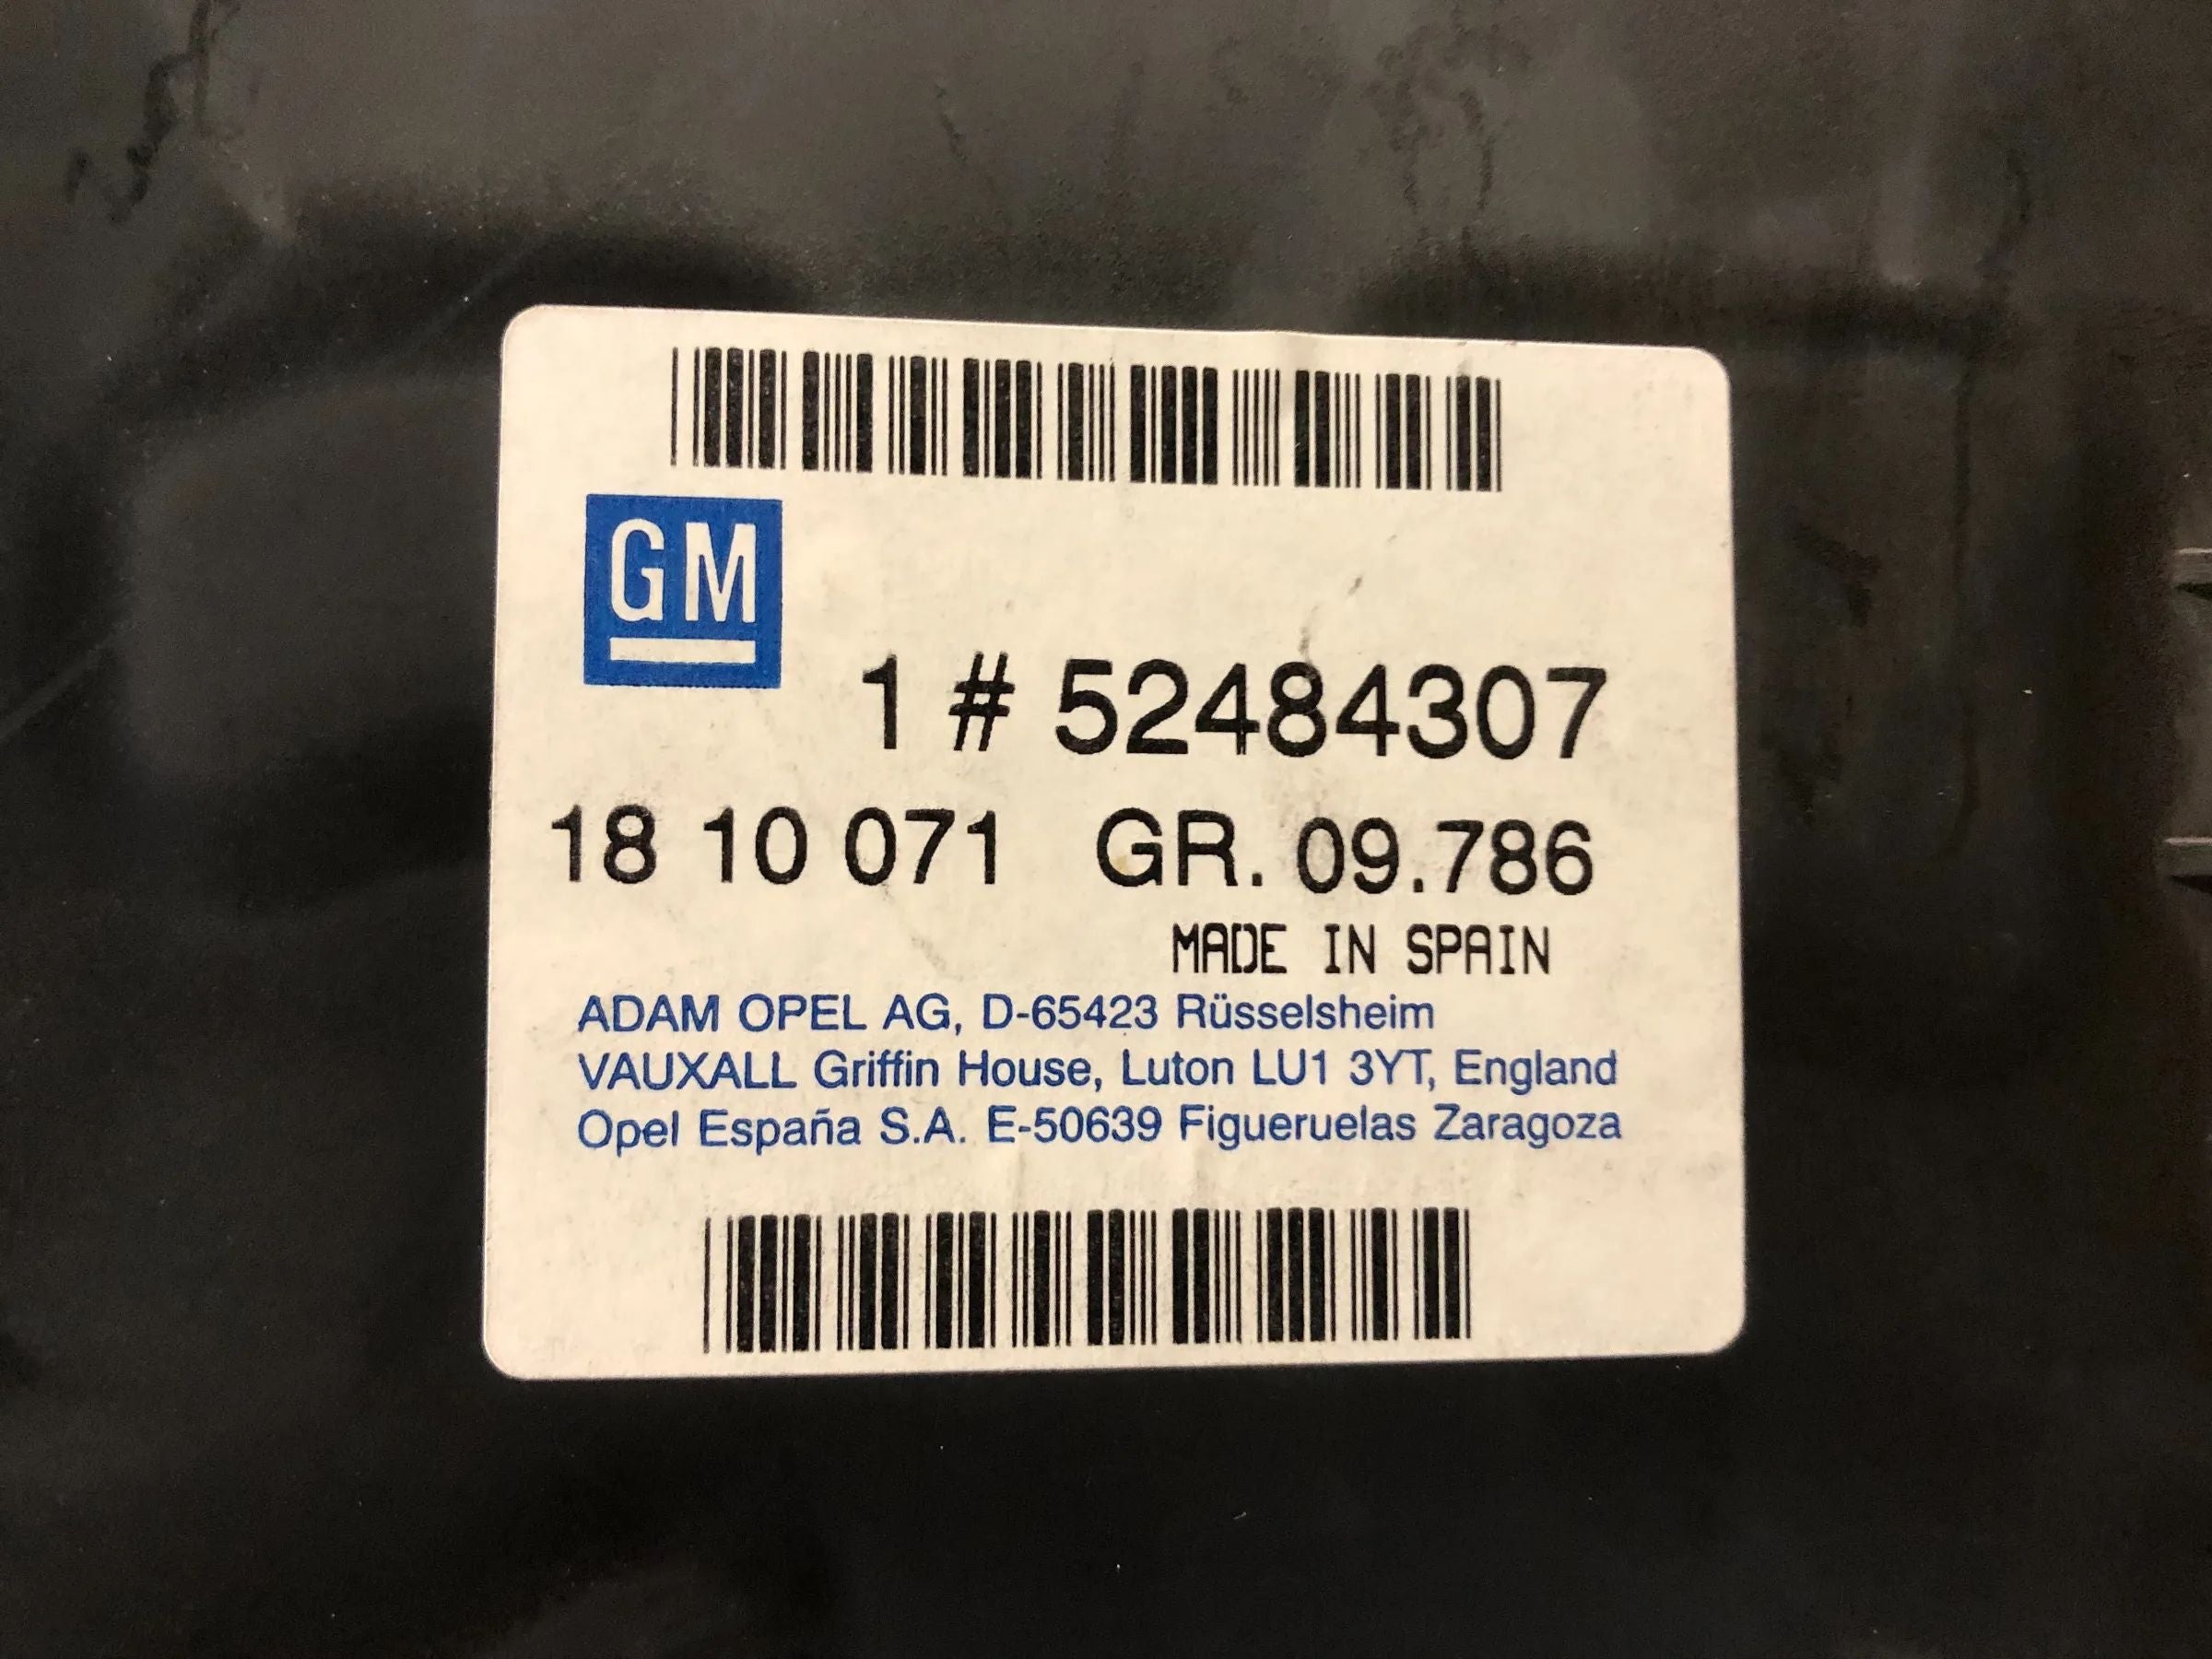 GM
1 # 52484307
18 10 071 GR. 09.786
MADE IN SPAIN
ADAM OPEL AG, D-65423 Rüsselsheim
VAUXALL Griffin House, Luton LU1 3YT, England
Opel España S.A. E-50639 Figueruelas Zaragoza